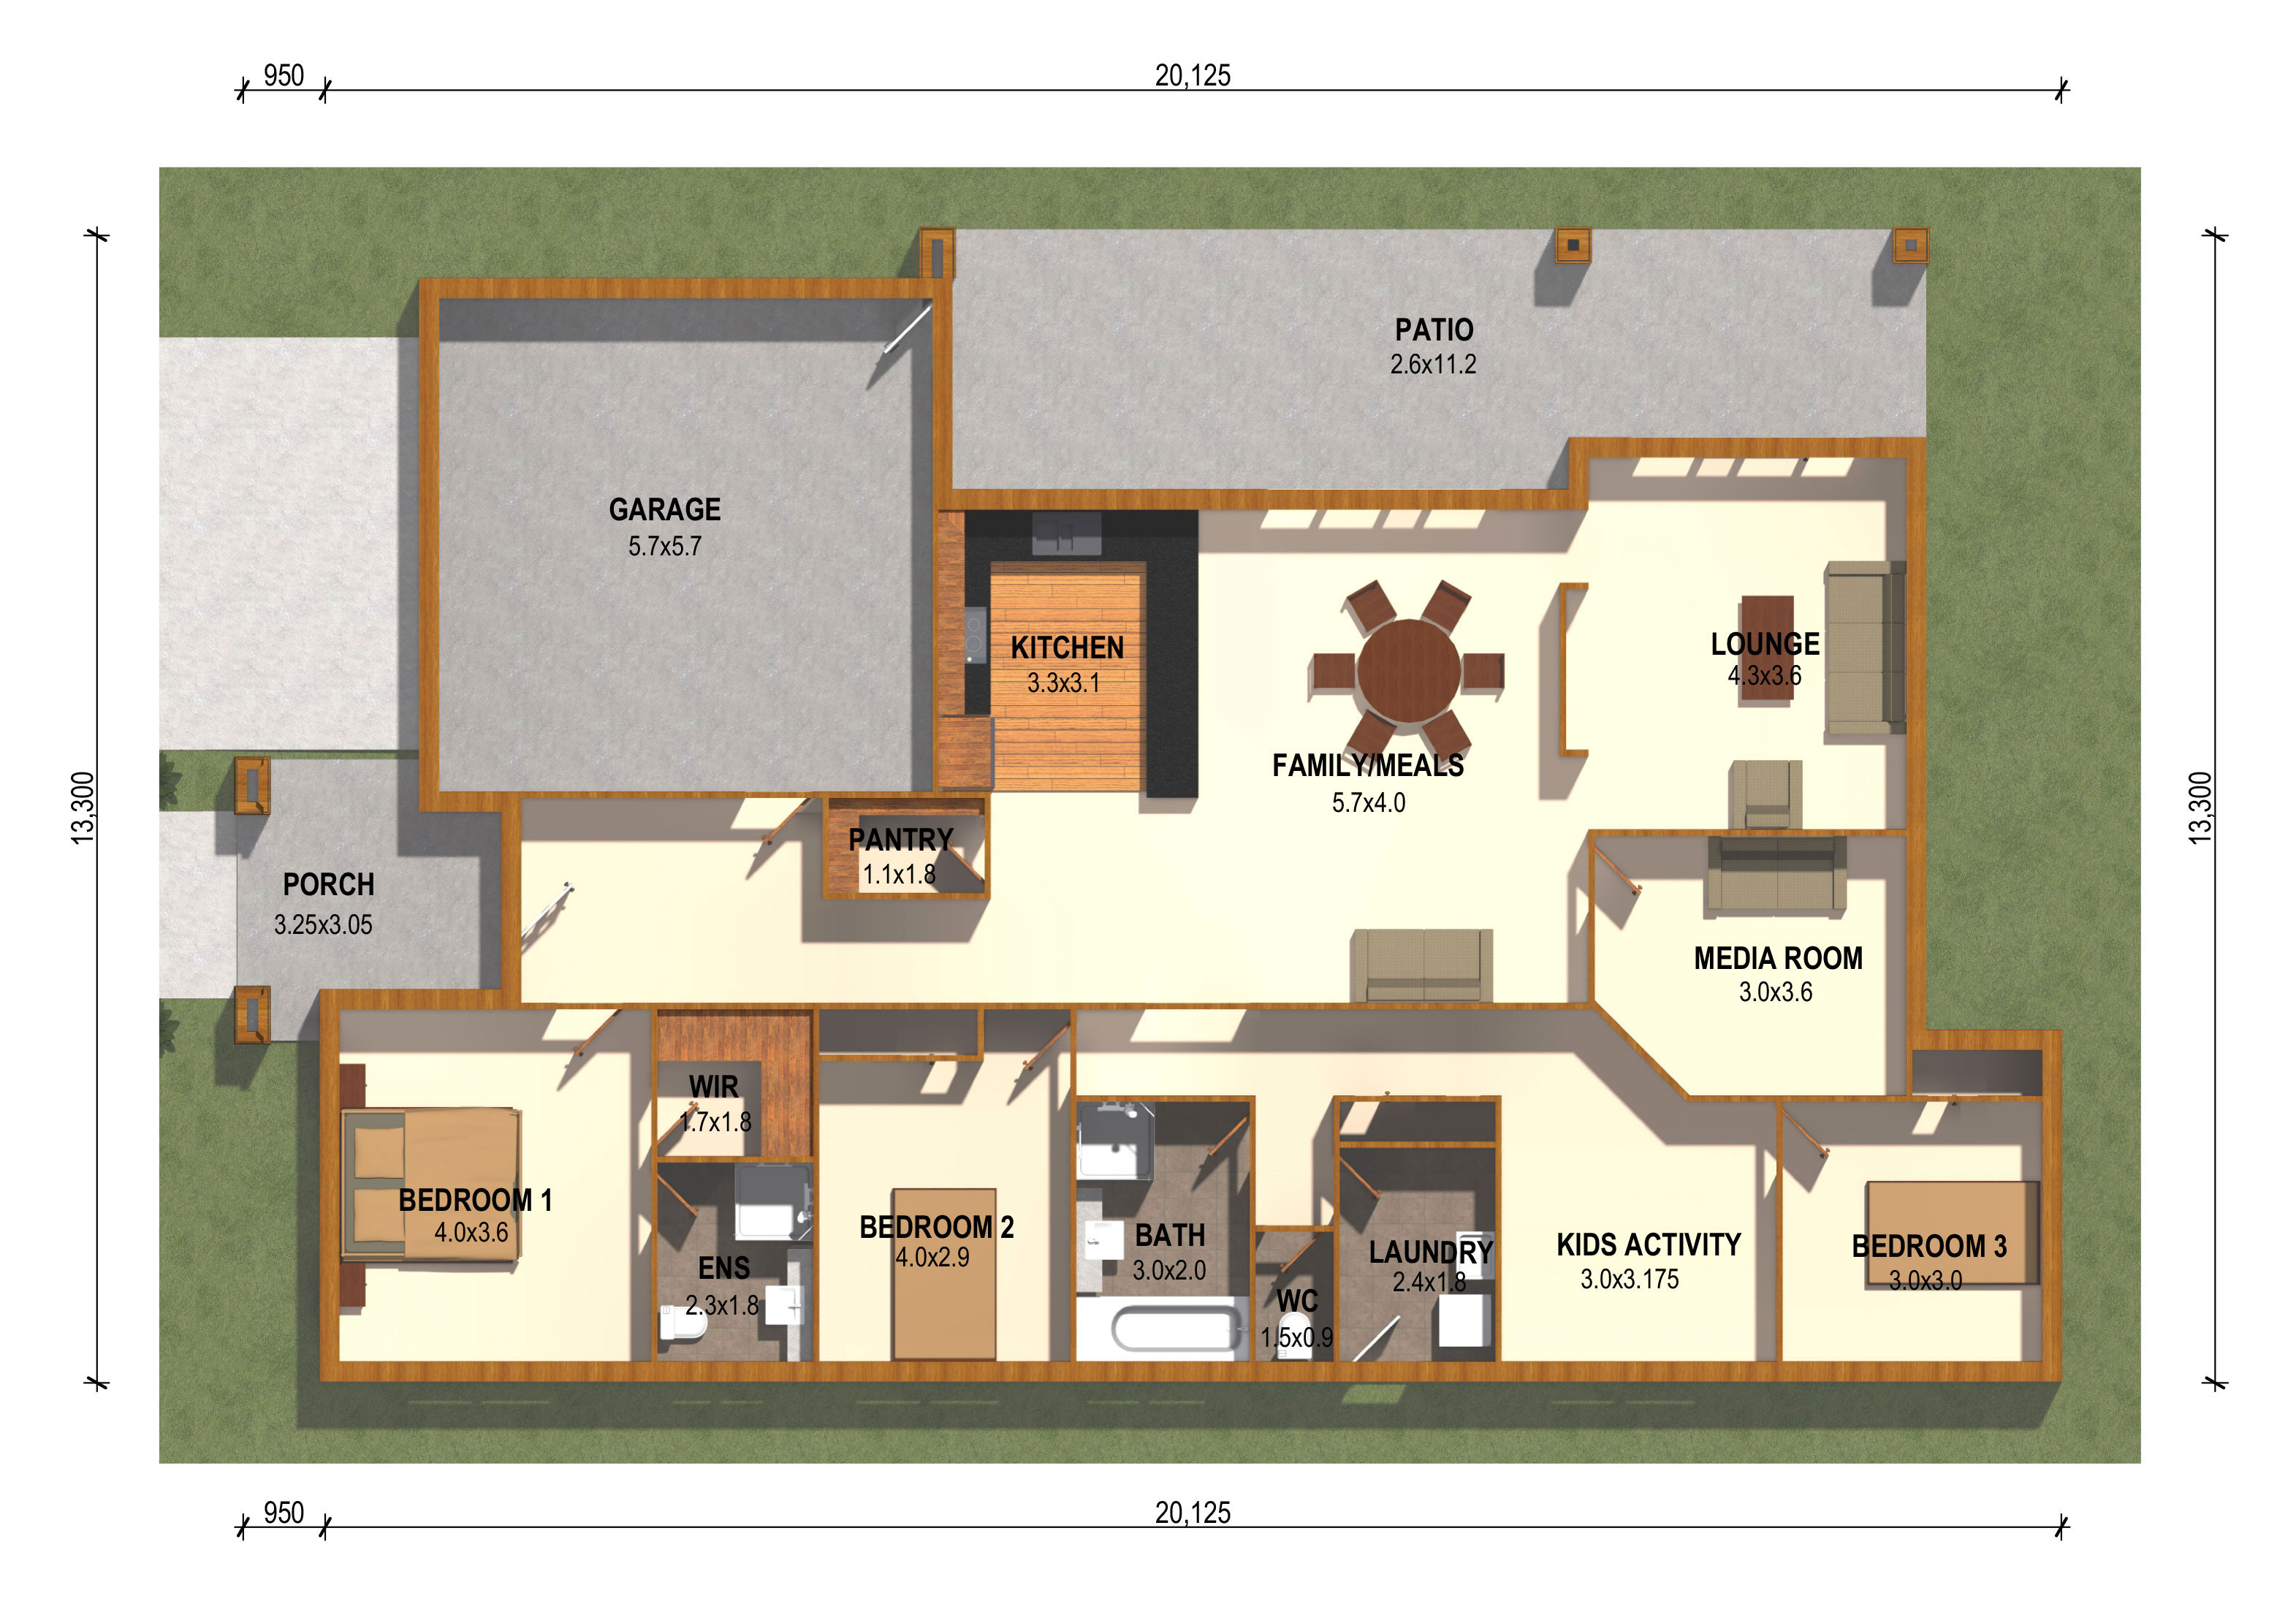 950
20,125
13,300
13,300
PATIO
2.6x11.2
GARAGE
5.7x5.7
KITCHEN
3.3x3.1
LOUNGE
4.3x3.6
FAMILY/MEALS
5.7x4.0
PANTRY
1.1x1.8
PORCH
3.25x3.05
MEDIA ROOM
3.0x3.6
WIR
1.7x1.8
BEDROOM 1
4.0x3.6
ENS
2.3x1.8
BEDROOM 2
4.0x2.9
BATH
3.0x2.0
WC
1.5x0.9
LAUNDRY
2.4x1.8
KIDS ACTIVITY
3.0x3.175
BEDROOM 3
3.0x3.0
950
20,125